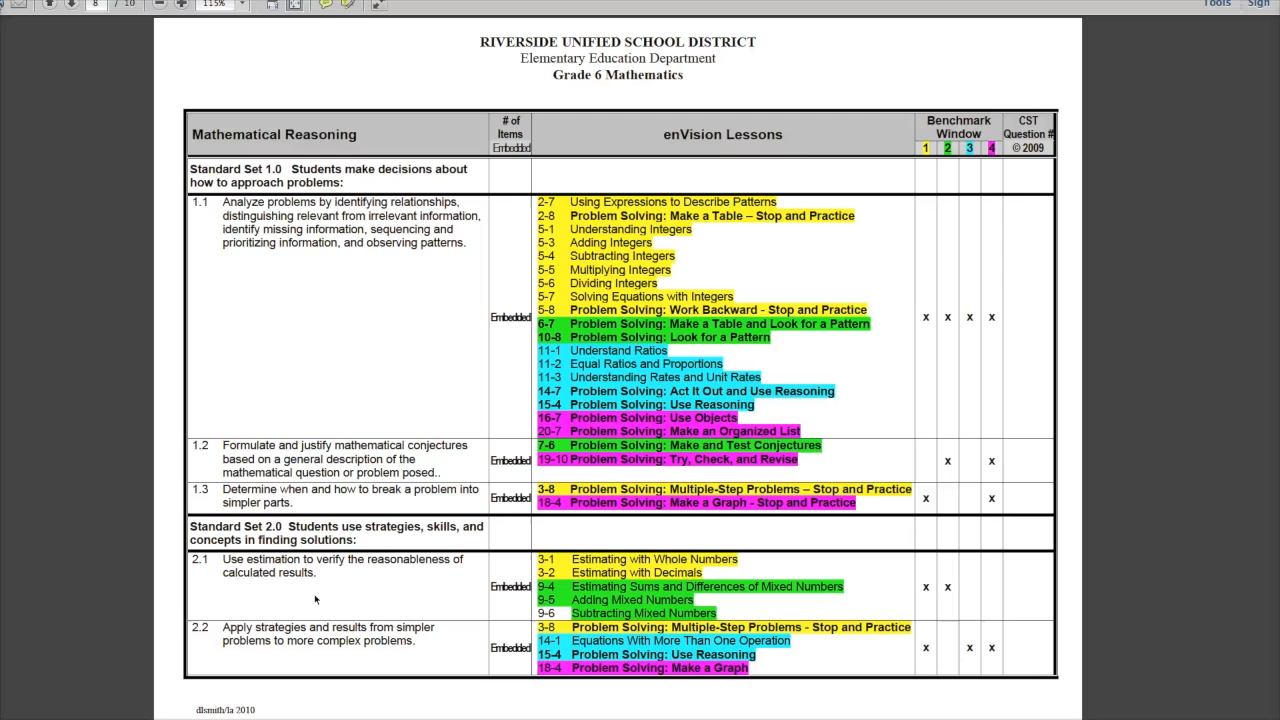 8 / 10
115%
Tools
Sign
RIVERSIDE UNIFIED SCHOOL DISTRICT
Elementary Education Department
Grade 6 Mathematics
Mathematical Reasoning
# of Items Embedded
enVision Lessons
Benchmark Window
1 2 3 4
CST Question # © 2009
Standard Set 1.0 Students make decisions about
how to approach problems:
1.1 Analyze problems by identifying relationships,
distinguishing relevant from irrelevant information,
identify missing information, sequencing and
prioritizing information, and observing patterns.
Embedded
2-7 Using Expressions to Describe Patterns
2-8 Problem Solving: Make a Table – Stop and Practice
5-1 Understanding Integers
5-3 Adding Integers
5-4 Subtracting Integers
5-5 Multiplying Integers
5-6 Dividing Integers
5-7 Solving Equations with Integers
5-8 Problem Solving: Work Backward - Stop and Practice
6-7 Problem Solving: Make a Table and Look for a Pattern
10-8 Problem Solving: Look for a Pattern
11-1 Understand Ratios
11-2 Equal Ratios and Proportions
11-3 Understanding Rates and Unit Rates
14-7 Problem Solving: Act It Out and Use Reasoning
15-4 Problem Solving: Use Reasoning
16-7 Problem Solving: Use Objects
20-7 Problem Solving: Make an Organized List
x x x x
1.2 Formulate and justify mathematical conjectures
based on a general description of the
mathematical question or problem posed..
Embedded
7-6 Problem Solving: Make and Test Conjectures
19-10 Problem Solving: Try, Check, and Revise
x x
1.3 Determine when and how to break a problem into
simpler parts.
Embedded
3-8 Problem Solving: Multiple-Step Problems – Stop and Practice
18-4 Problem Solving: Make a Graph - Stop and Practice
x x
Standard Set 2.0 Students use strategies, skills, and
concepts in finding solutions:
2.1 Use estimation to verify the reasonableness of
calculated results.
Embedded
3-1 Estimating with Whole Numbers
3-2 Estimating with Decimals
9-4 Estimating Sums and Differences of Mixed Numbers
9-5 Adding Mixed Numbers
9-6 Subtracting Mixed Numbers
x x
2.2 Apply strategies and results from simpler
problems to more complex problems.
Embedded
3-8 Problem Solving: Multiple-Step Problems - Stop and Practice
14-1 Equations With More Than One Operation
15-4 Problem Solving: Use Reasoning
18-4 Problem Solving: Make a Graph
x x x
dlsmith/la 2010